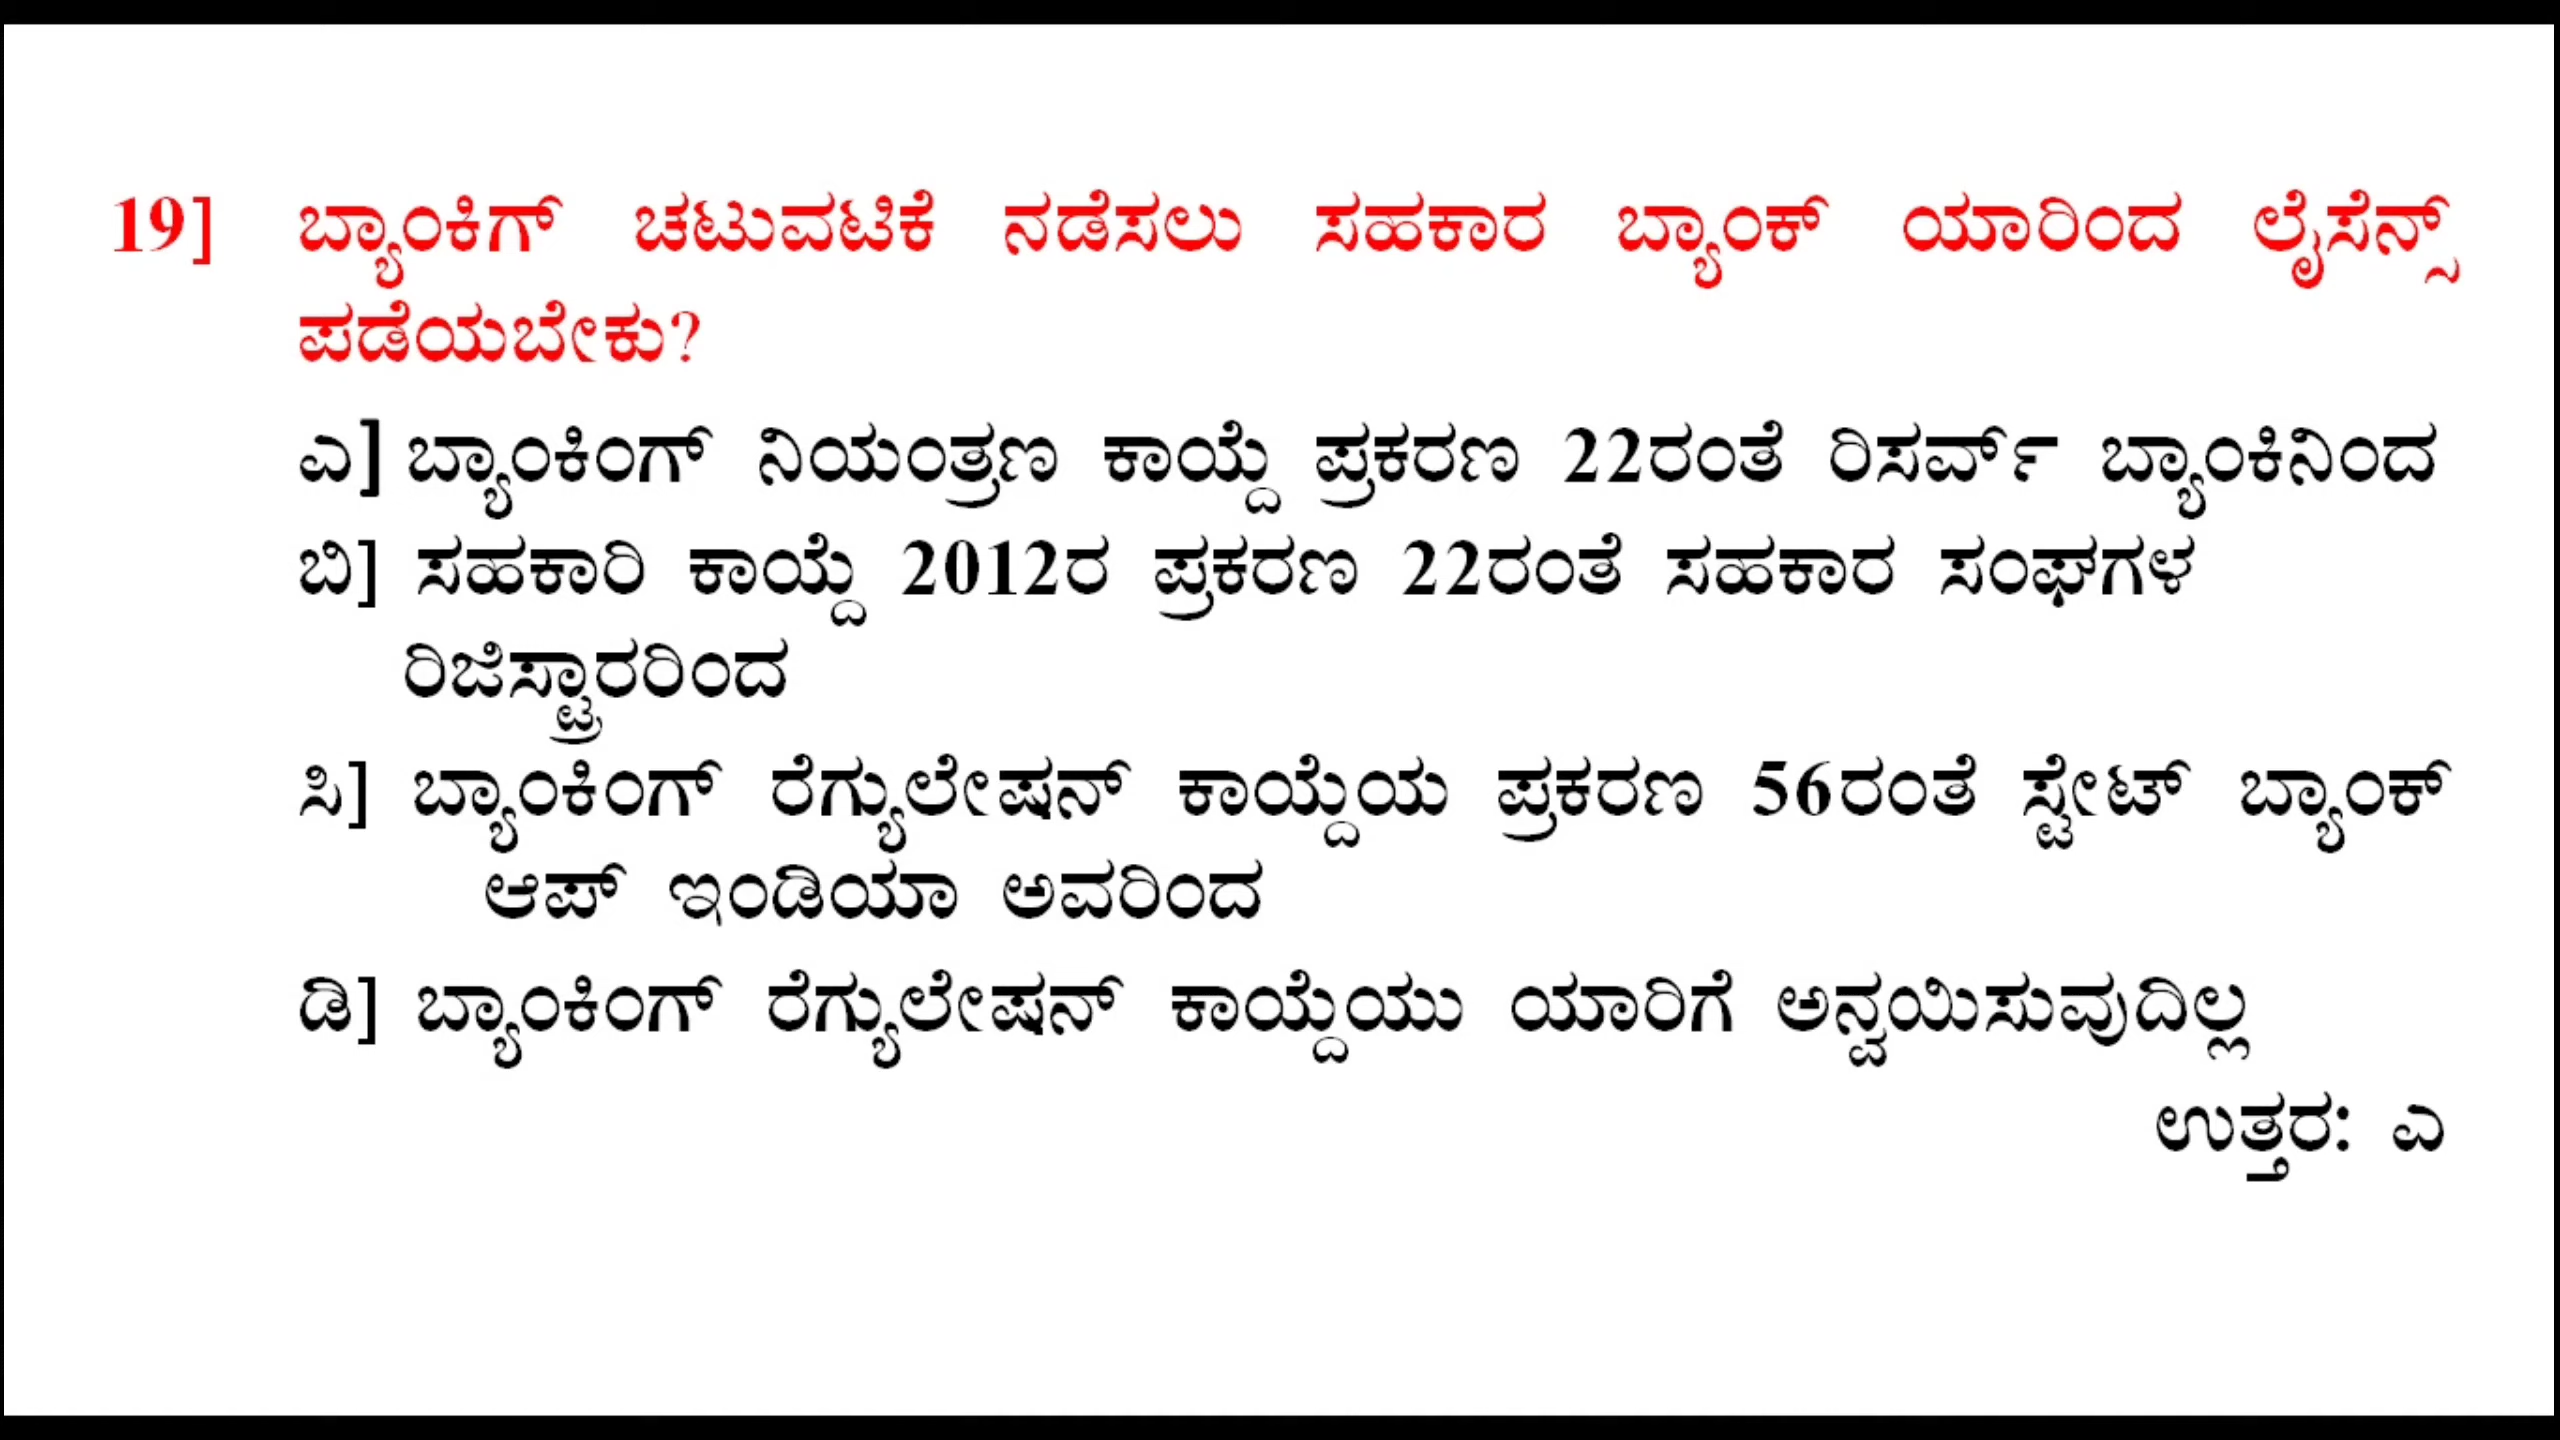 19] ಬ್ಯಾಂಕಿಗ್ ಚಟುವಟಿಕೆ ನಡೆಸಲು ಸಹಕಾರ ಬ್ಯಾಂಕ್ ಯಾರಿಂದ ಲೈಸೆನ್ಸ್
ಪಡೆಯಬೇಕು?
ಎ] ಬ್ಯಾಂಕಿಂಗ್ ನಿಯಂತ್ರಣ ಕಾಯ್ದೆ ಪ್ರಕರಣ 22ರಂತೆ ರಿಸರ್ವ್ ಬ್ಯಾಂಕಿನಿಂದ
ಬಿ] ಸಹಕಾರಿ ಕಾಯ್ದೆ 2012ರ ಪ್ರಕರಣ 22ರಂತೆ ಸಹಕಾರ ಸಂಘಗಳ
ರಿಜಿಸ್ಟ್ರಾರರಿಂದ
ಸಿ] ಬ್ಯಾಂಕಿಂಗ್ ರೆಗ್ಯುಲೇಷನ್ ಕಾಯ್ದೆಯ ಪ್ರಕರಣ 56ರಂತೆ ಸ್ಟೇಟ್ ಬ್ಯಾಂಕ್
ಆಪ್ ಇಂಡಿಯಾ ಅವರಿಂದ
ಡಿ] ಬ್ಯಾಂಕಿಂಗ್ ರೆಗ್ಯುಲೇಷನ್ ಕಾಯ್ದೆಯು ಯಾರಿಗೆ ಅನ್ವಯಿಸುವುದಿಲ್ಲ
ಉತ್ತರ: ಎ